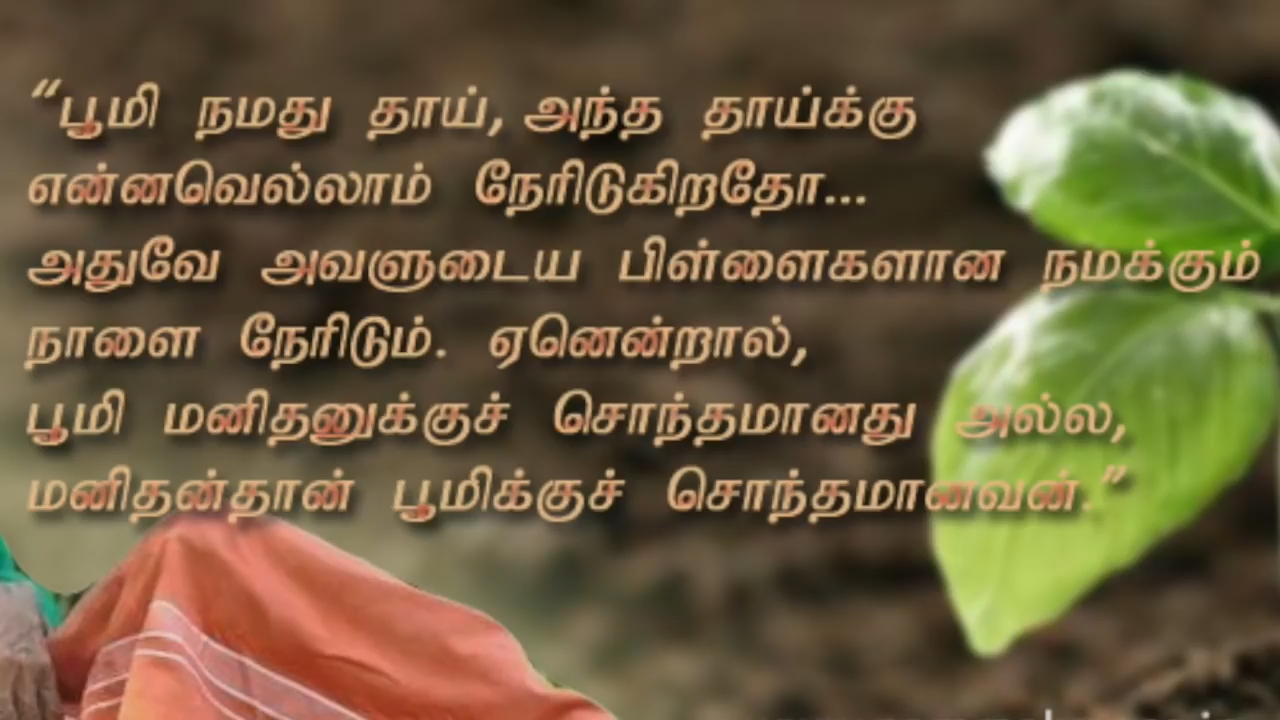 “பூமி நமது தாய், அந்த தாய்க்கு
என்னவெல்லாம் நேரிடுகிறதோ...
அதுவே அவளுடைய பிள்ளைகளான நமக்கும்
நாளை நேரிடும். ஏனென்றால்,
பூமி மனிதனுக்குச் சொந்தமானது அல்ல,
மனிதன்தான் பூமிக்குச் சொந்தமானவன்.”